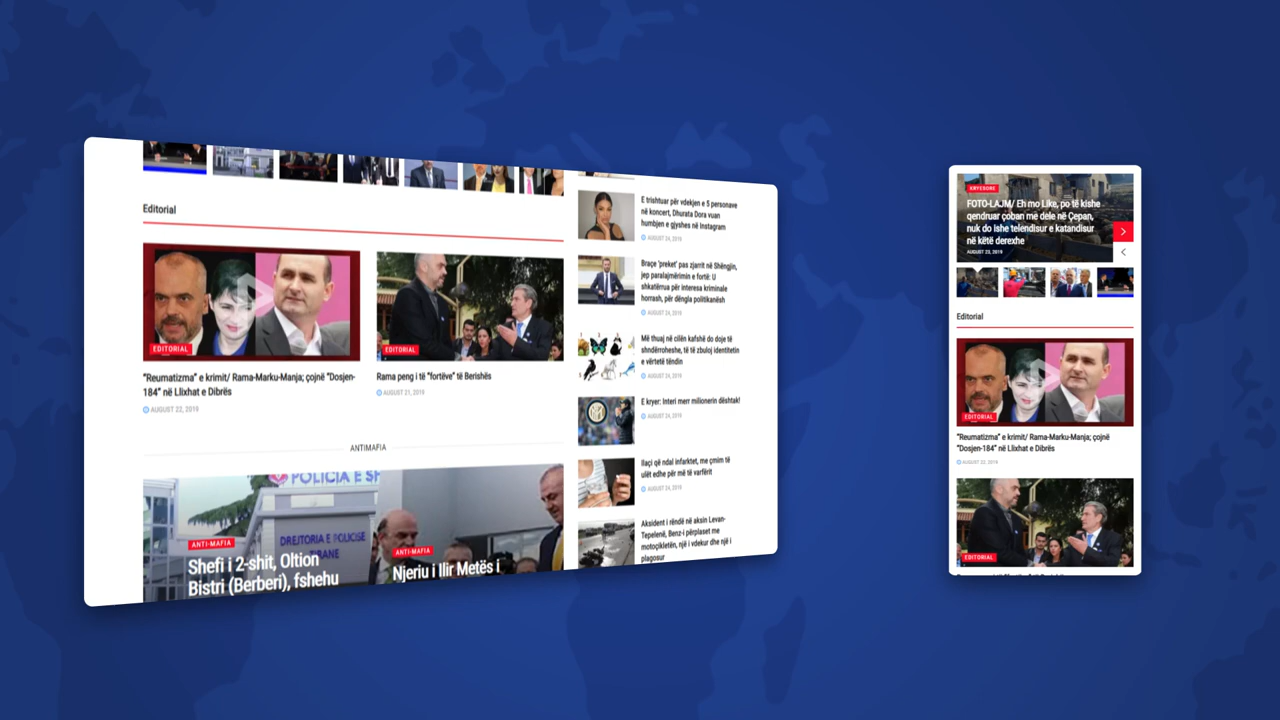 Editorial
EDITORIAL
“Reumatizma” e krimit/ Rama-Marku-Manja; çojnë “Dosjen-
184” në Llixhat e Dibrës
AUGUST 22, 2019
EDITORIAL
Rama peng i të “fortëve” të Berishës
AUGUST 21, 2019
ANTIMAFIA
POLICIA E SH
DREJTORIA E POLICISE
ANTI-MAFIA
Shefi i 2-shit, Oltion
Bistri (Berberi), fshehu
ANTI-MAFIA
Njeriu i Ilir Metës i
E trishtuar për vdekjen e 5 personave
në koncert, Dhurata Dora vuan
humbjen e gjyshes në Instagram
AUGUST 24, 2019
Braçe ‘preket’ pas zjarrit në Shëngjin,
jep paralajmërimin e fortë: U
shkatërrua për interesa kriminale
horrash, për dëngla politikanësh
AUGUST 24, 2019
Më thuaj në cilën kafshë do doje të
shndërroheshe, të të zbuloj identitetin
e vërtetë tëndin
AUGUST 24, 2019
E kryer: Interi merr milionerin dështak!
AUGUST 24, 2019
Ilaçi që ndal infarktet, me çmim të
ulët edhe për më të varfërit
AUGUST 24, 2019
Aksident i rëndë në aksin Levan-
Tepelenë, Benz-i përplaset me
motoçikletën, një i vdekur dhe një i
plagosur
KRYESORE
FOTO-LAJM/ Eh mo Like, po të kishe
qendruar çoban me dele në Çepan,
nuk do ishe telendisur e katandisur
në këtë derexhe
AUGUST 23, 2019
Editorial
EDITORIAL
“Reumatizma” e krimit/ Rama-Marku-Manja; çojnë
“Dosjen-184” në Llixhat e Dibrës
AUGUST 22, 2019
EDITORIAL